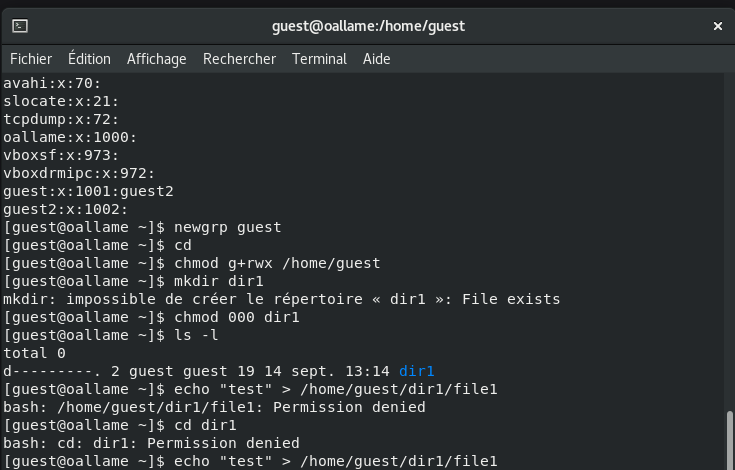 guest@oallame:/home/guest
Fichier Édition Affichage Rechercher Terminal Aide
avahi:x:70:
slocate:x:21:
tcpdump:x:72:
oallame:x:1000:
vboxsf:x:973:
vboxdrmipc:x:972:
guest:x:1001:guest2
guest2:x:1002:
[guest@oallame ~]$ newgrp guest
[guest@oallame ~]$ cd
[guest@oallame ~]$ chmod g+rwx /home/guest
[guest@oallame ~]$ mkdir dir1
mkdir: impossible de créer le répertoire « dir1 »: File exists
[guest@oallame ~]$ chmod 000 dir1
[guest@oallame ~]$ ls -l
total 0
d---------. 2 guest guest 19 14 sept. 13:14 dir1
[guest@oallame ~]$ echo "test" > /home/guest/dir1/file1
bash: /home/guest/dir1/file1: Permission denied
[guest@oallame ~]$ cd dir1
bash: cd: dir1: Permission denied
[guest@oallame ~]$ echo "test" > /home/guest/dir1/file1